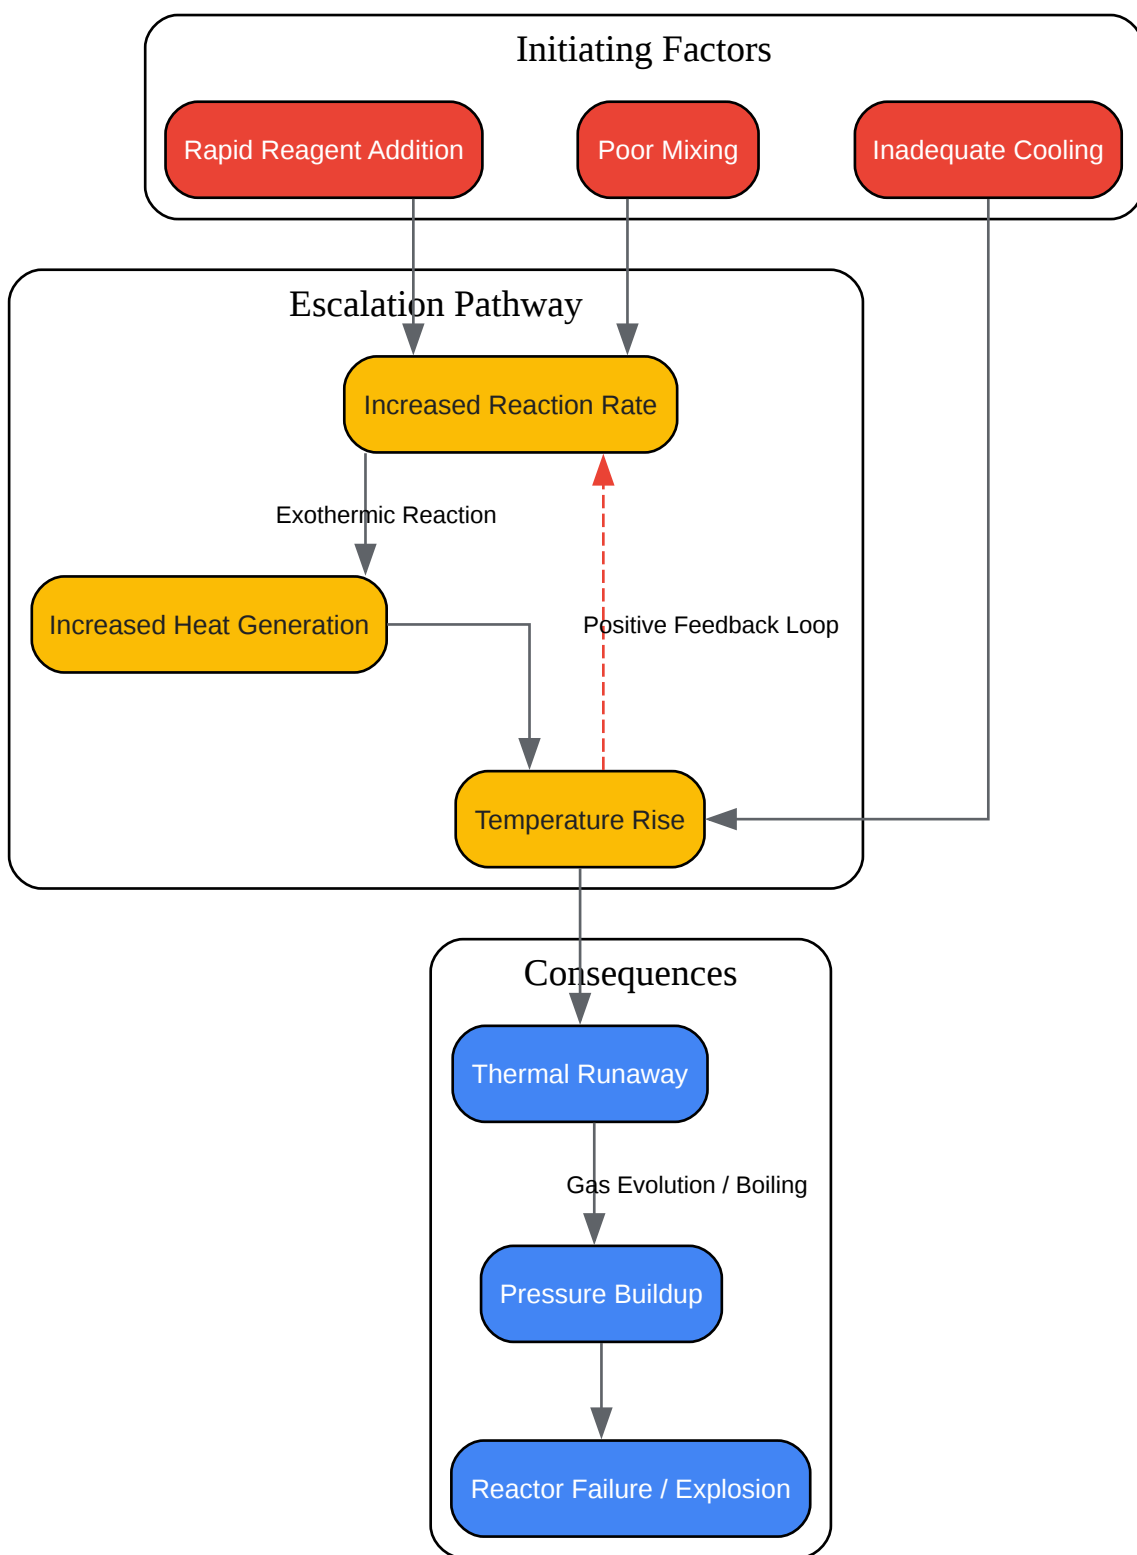 Initiating Factors
Rapid Reagent Addition
Poor Mixing
Inadequate Cooling
Escalation Pathway
Increased Reaction Rate
Exothermic Reaction
Increased Heat Generation
Positive Feedback Loop
Temperature Rise
Consequences
Thermal Runaway
Gas Evolution / Boiling
Pressure Buildup
Reactor Failure / Explosion